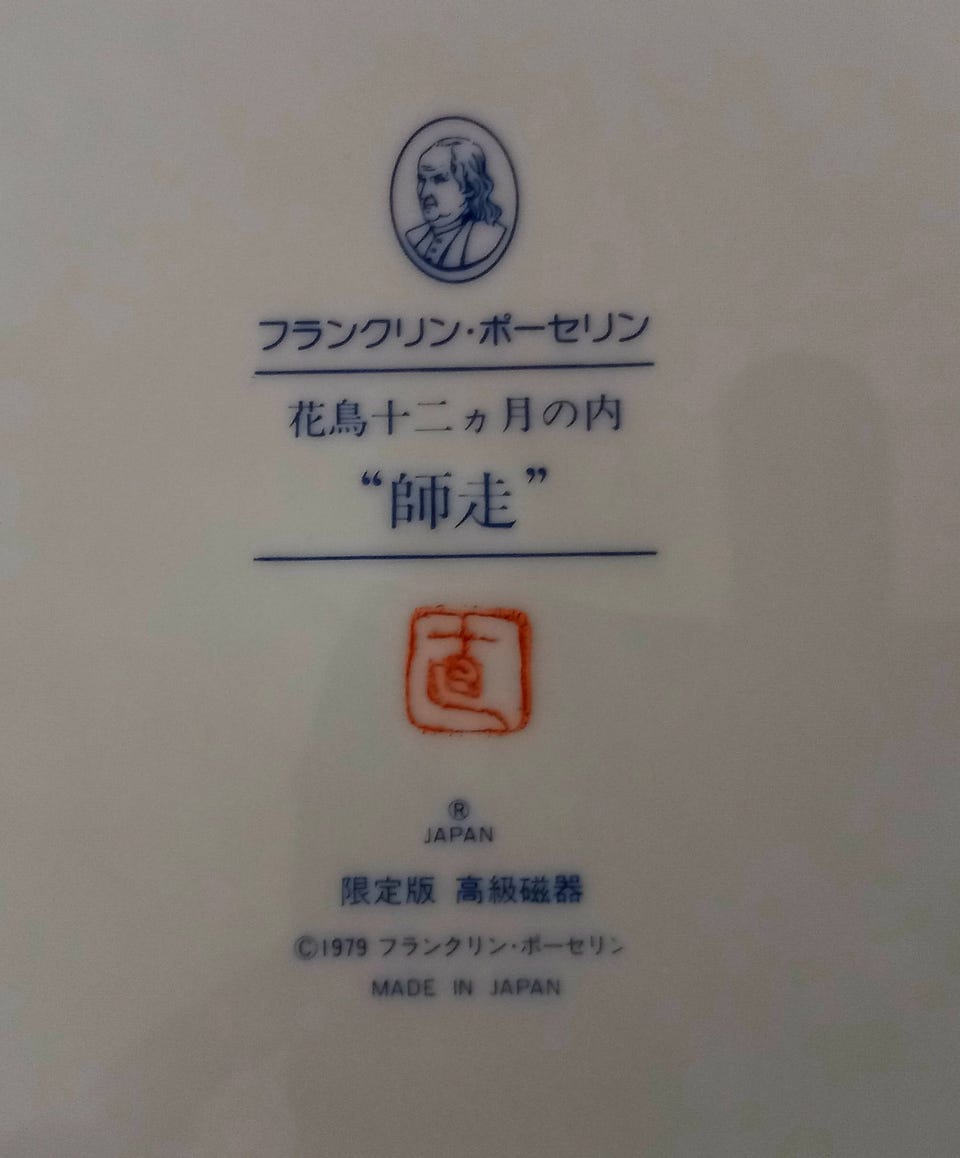 フランクリン・ポーセリン
花鳥十二ヵ月の内
“師走”
直
®
JAPAN
限定版 高級磁器
©1979 フランクリン・ポーセリン
MADE IN JAPAN